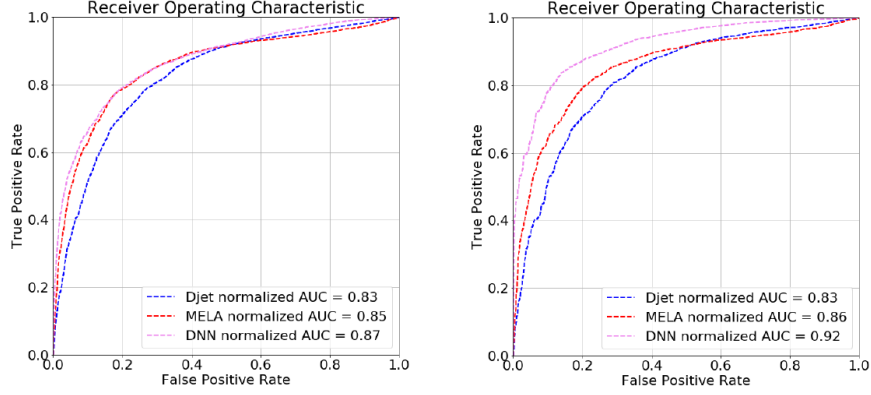 Receiver Operating Characteristic
1.0
0.8
0.6
0.4
0.2
0.0
True Positive Rate
Djet normalized AUC = 0.83
MELA normalized AUC = 0.85
DNN normalized AUC = 0.87
0.0 0.2 0.4 0.6 0.8 1.0
False Positive Rate
Receiver Operating Characteristic
1.0
0.8
0.6
0.4
0.2
0.0
True Positive Rate
Djet normalized AUC = 0.83
MELA normalized AUC = 0.86
DNN normalized AUC = 0.92
0.0 0.2 0.4 0.6 0.8 1.0
False Positive Rate